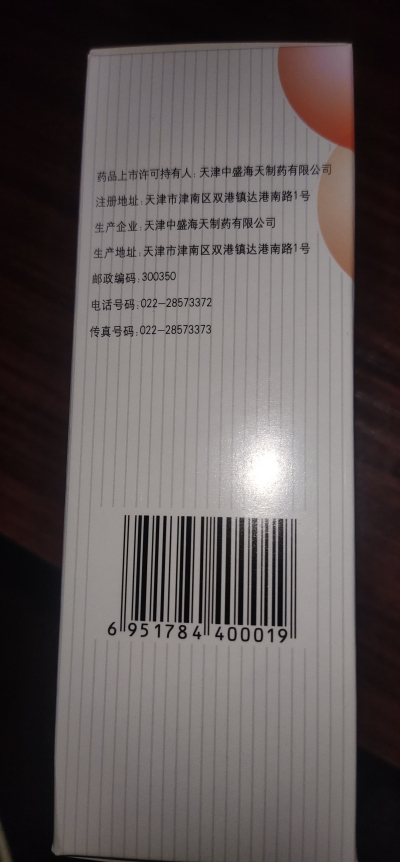 药品上市许可持有人:天津中盛海天制药有限公司
注册地址:天津市津南区双港镇达港南路1号
生产企业:天津中盛海天制药有限公司
生产地址:天津市津南区双港镇达港南路1号
邮政编码:300350
电话号码:022-28573372
传真号码:022-28573373
6 951784 400019